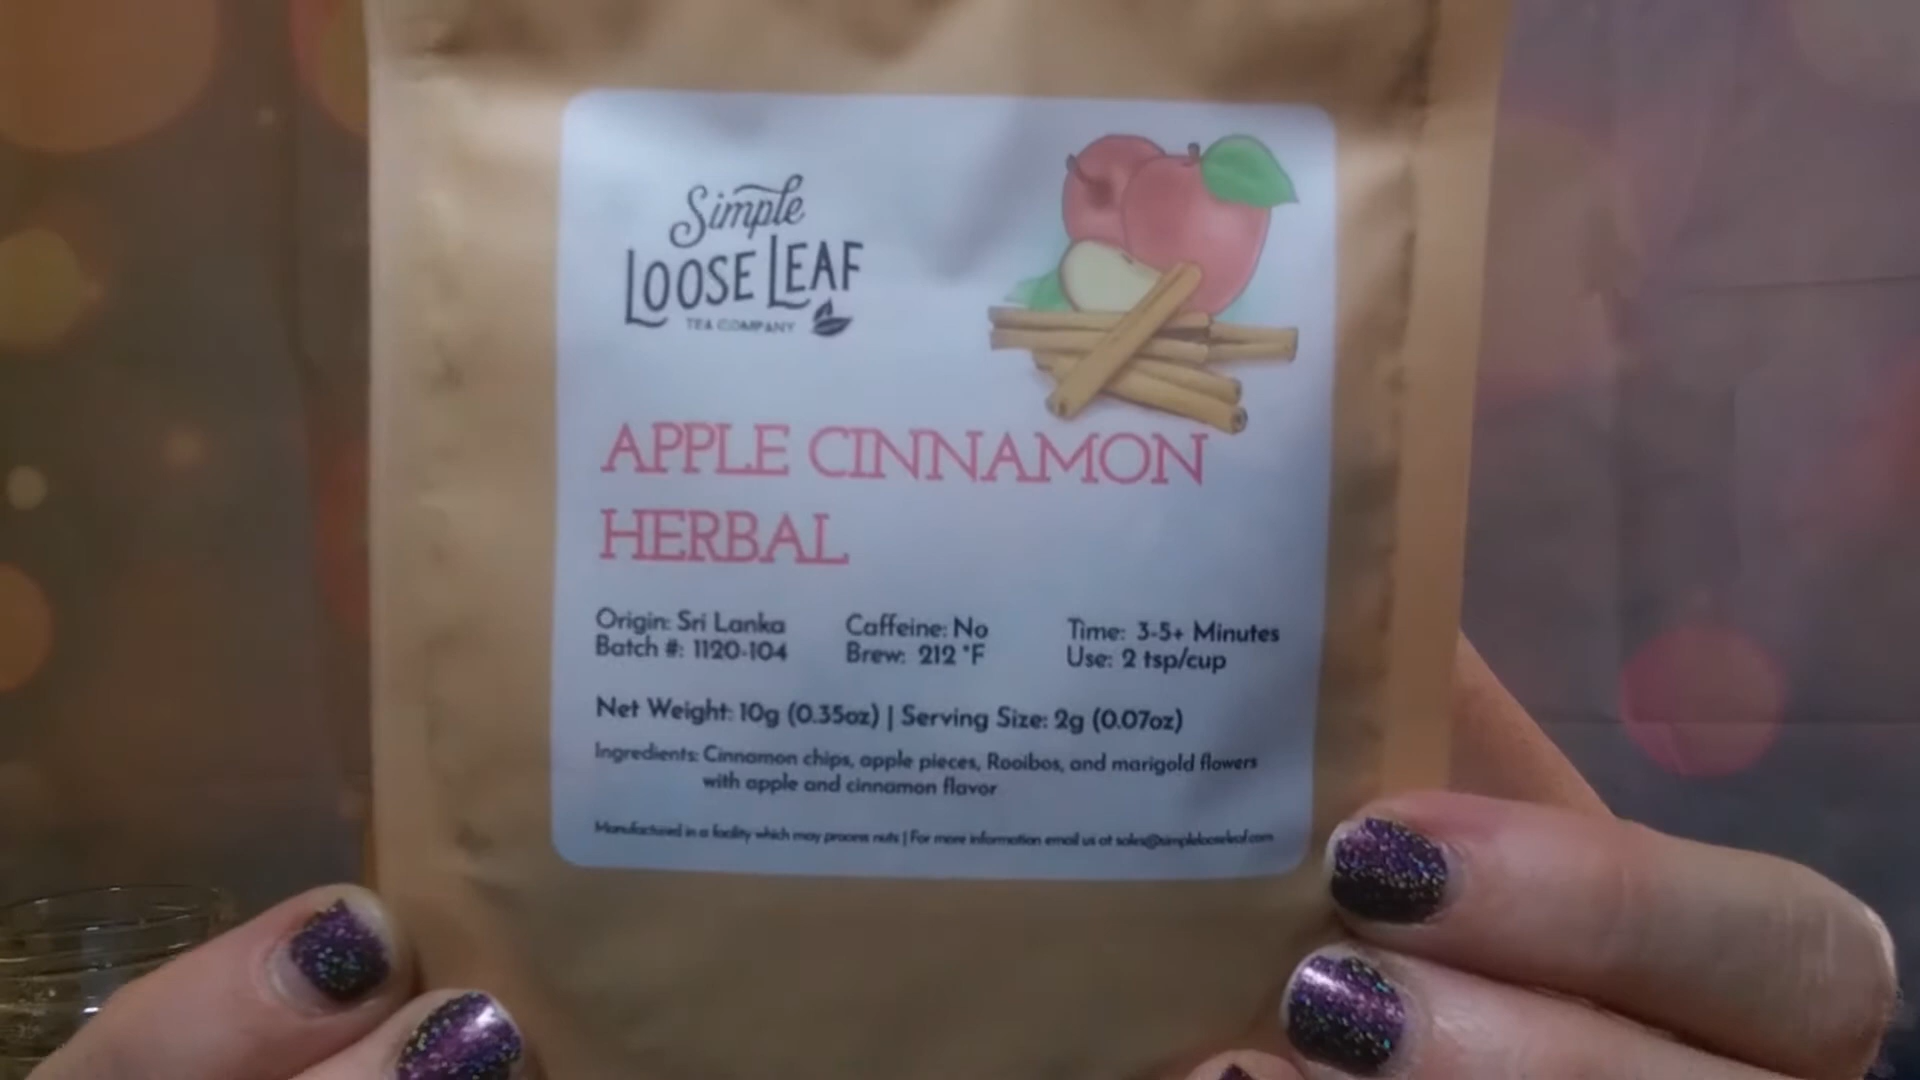 Simple
LOOSE LEAF
TEA COMPANY
APPLE CINNAMON
HERBAL
Origin: Sri Lanka
Batch #: 1120-104
Caffeine: No
Brew: 212 °F
Time: 3-5+ Minutes
Use: 2 tsp/cup
Net Weight: 10g (0.35oz) | Serving Size: 2g (0.07oz)
Ingredients: Cinnamon chips, apple pieces, Rooibos, and marigold flowers
with apple and cinnamon flavor
Manufactured in a facility which may process nuts | For more information email us at sales@simplelooseleaf.com